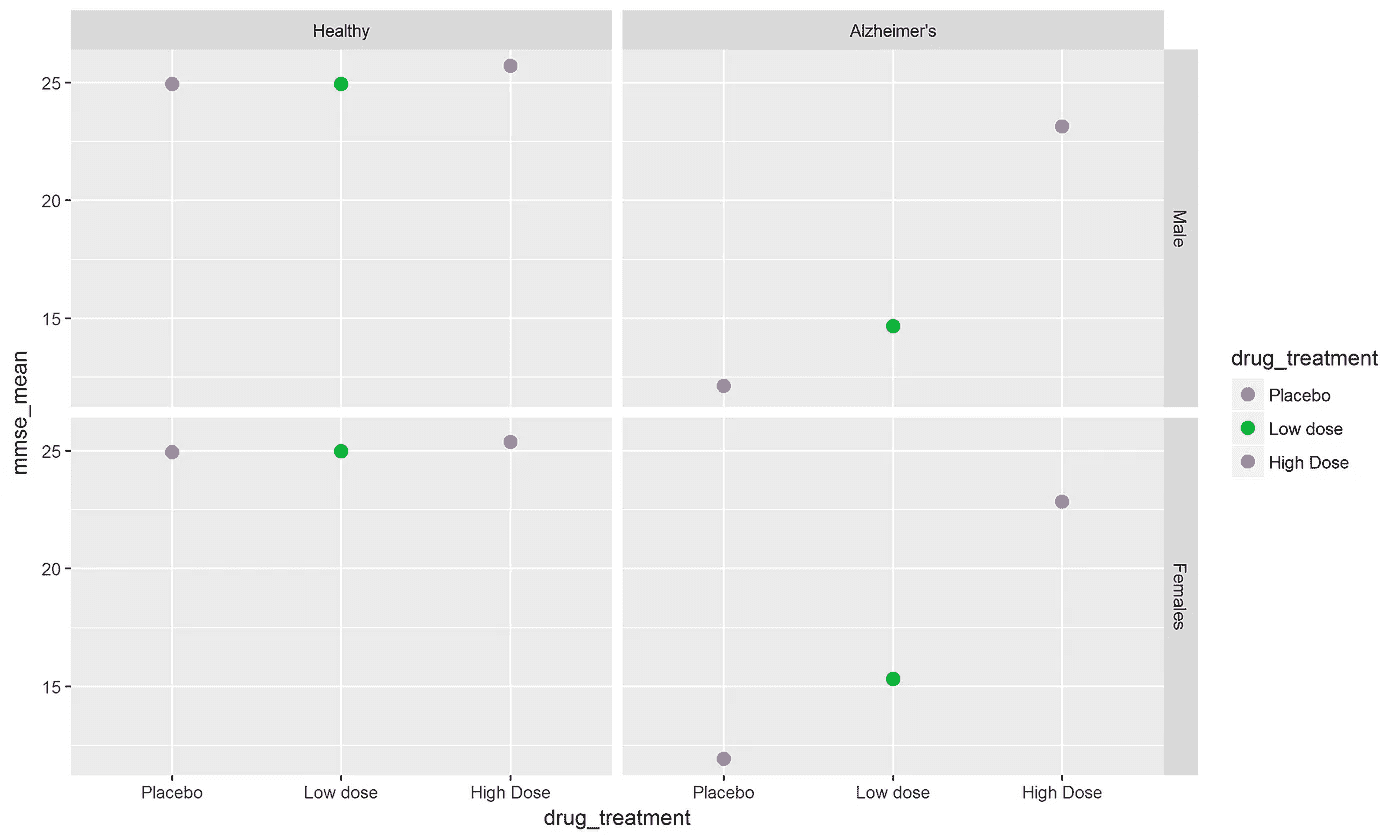 Healthy
Alzheimer's
25
20
15
Male
mmse_mean
25
20
15
Females
Placebo
Low dose
High Dose
Placebo
Low dose
High Dose
drug_treatment
drug_treatment
Placebo
Low dose
High Dose